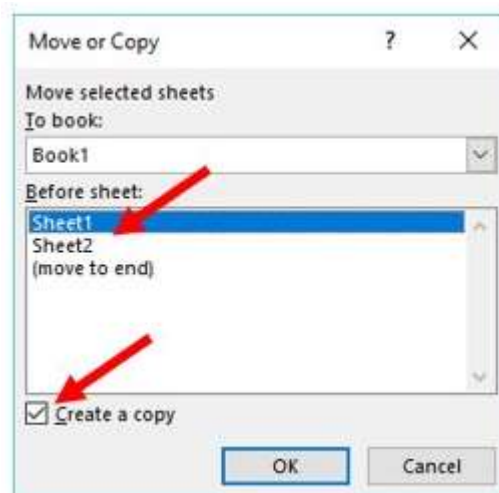 Move or Copy ? ×
Move selected sheets
To book:
Book1
Before sheet:
Sheet1
Sheet2
(move to end)
Create a copy
OK Cancel